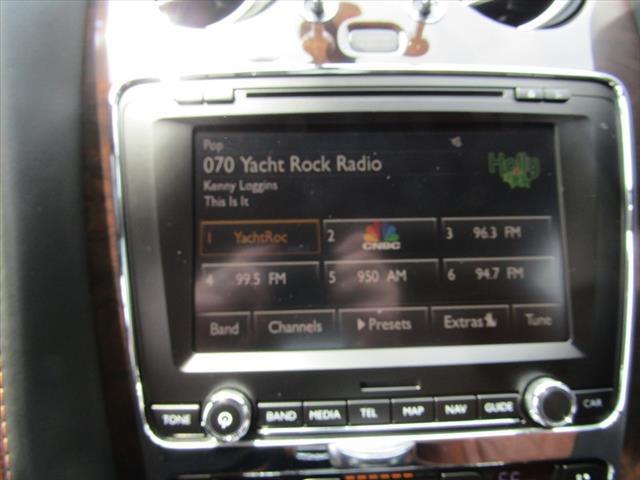 Pop
070 Yacht Rock Radio
Holly
Kenny Loggins
This Is It
1 YachtRoc
2 CNBC
3 96.3 FM
4 99.5 FM
5 950 AM
6 94.7 FM
Band Channels Presets Extras Tune
TONE BAND MEDIA TEL MAP NAV GUIDE CAR